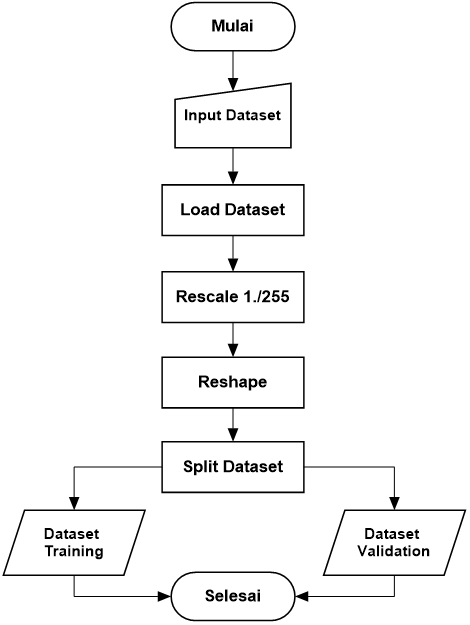 Mulai
Input Dataset
Load Dataset
Rescale 1./255
Reshape
Split Dataset
Dataset
Training
Dataset
Validation
Selesai